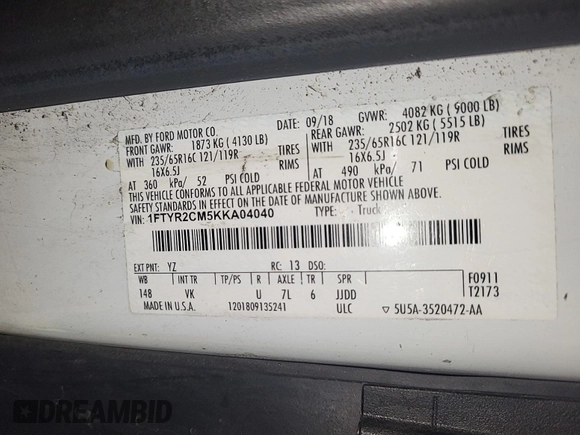 MFD. BY FORD MOTOR CO. 09/18 GVWR: 4082 KG ( 9000 LB)
FRONT GAWR: 1873 KG ( 4130 LB) REAR GAWR: 2502 KG ( 5515 LB)
WITH 235/65R16C 121/119R TIRES WITH 235/65R16C 121/119R TIRES
16X6.5J RIMS 16X6.5J RIMS
AT 360 kPa/ 52 PSI COLD AT 490 kPa/ 71 PSI COLD
THIS VEHICLE CONFORMS TO ALL APPLICABLE FEDERAL MOTOR VEHICLE
SAFETY STANDARDS IN EFFECT ON THE DATE OF MANUFACTURE SHOWN ABOVE.
VIN: 1FTYR2CM5KKA04040 TYPE: Truck
EXT PNT: YZ RC: 13 DSO:
WB INT TR TP/PS R AXLE TR SPR F0911
148 VK U 7L 6 JJDD T2173
MADE IN U.S.A. 1201809135241 ULC ▽ 5U5A-3520472-AA
DREAMBID